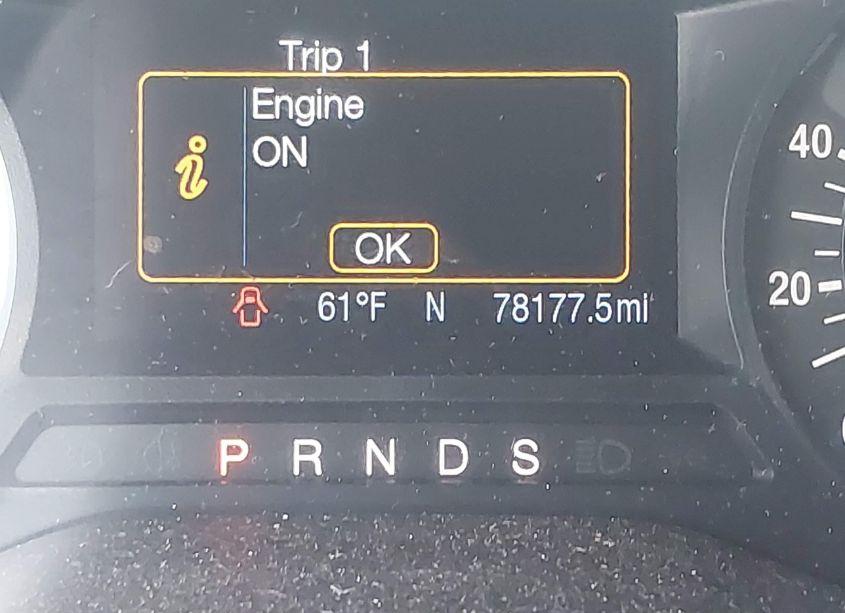 Trip 1
Engine
ON
OK
61°F N 78177.5mi
40
20
P R N D S